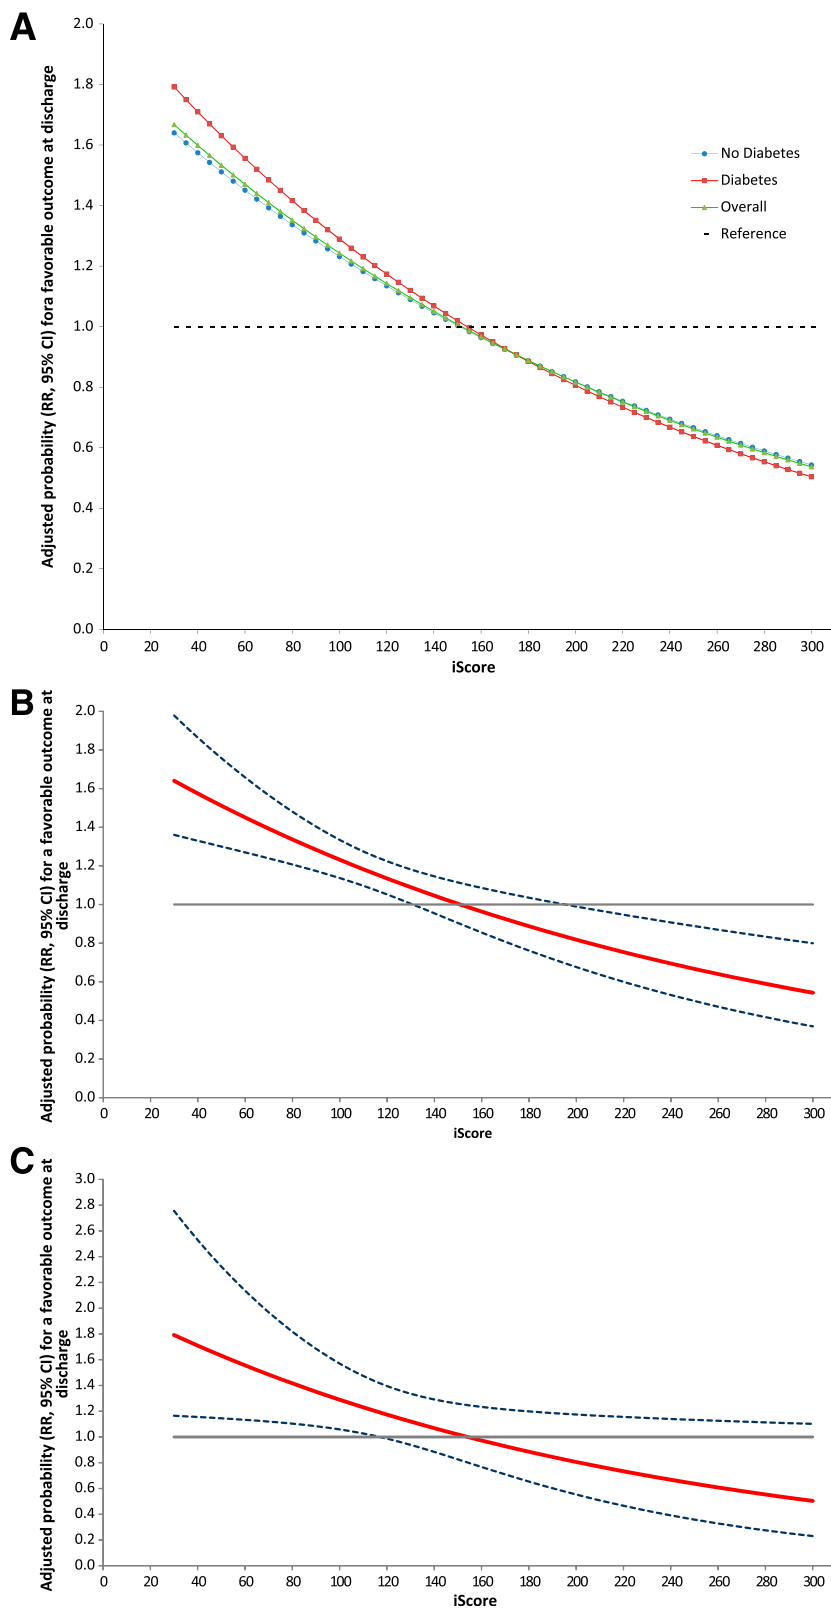 A
Adjusted probability (RR, 95% CI) fora favorable outcome at discharge
2.0
1.8
1.6
1.4
1.2
1.0
0.8
0.6
0.4
0.2
0.0
No Diabetes
Diabetes
Overall
Reference
0 20 40 60 80 100 120 140 160 180 200 220 240 260 280 300
iScore
B
Adjusted probability (RR, 95% CI) for a favorable outcome at
discharge
2.0
1.8
1.6
1.4
1.2
1.0
0.8
0.6
0.4
0.2
0.0
0 20 40 60 80 100 120 140 160 180 200 220 240 260 280 300
iScore
C
Adjusted probability (RR, 95% CI) for a favorable outcome at
discharge
3.0
2.8
2.6
2.4
2.2
2.0
1.8
1.6
1.4
1.2
1.0
0.8
0.6
0.4
0.2
0.0
0 20 40 60 80 100 120 140 160 180 200 220 240 260 280 300
iScore